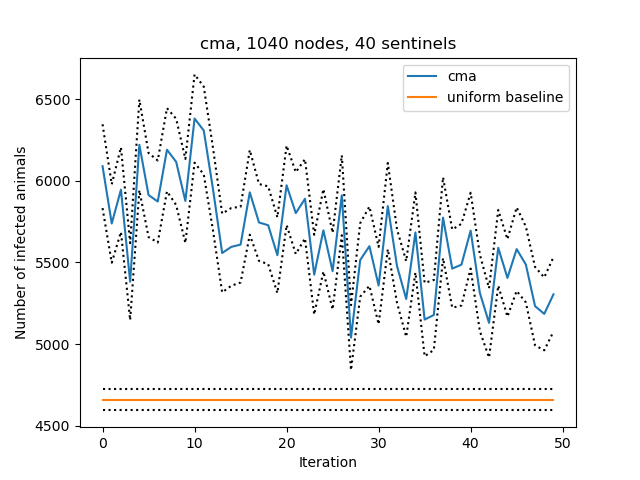 cma, 1040 nodes, 40 sentinels
cma
uniform baseline
Number of infected animals
6500
6000
5500
5000
4500
0 10 20 30 40 50
Iteration